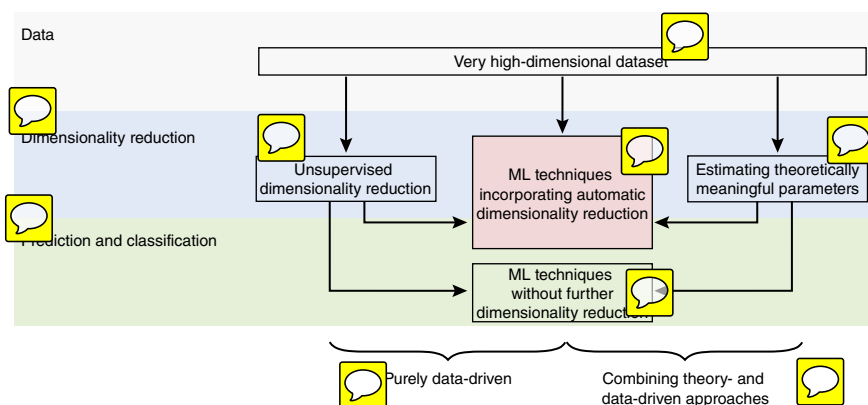 Data
Very high-dimensional dataset
Dimensionality reduction
Unsupervised
dimensionality reduction
ML techniques
incorporating automatic
dimensionality reduction
Estimating theoretically
meaningful parameters
Prediction and classification
ML techniques
without further
dimensionality reduction
Purely data-driven
Combining theory- and
data-driven approaches